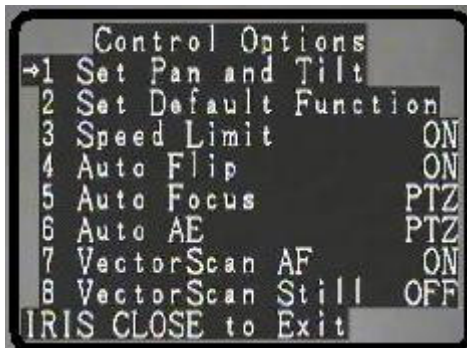 Control Options
→1 Set Pan and Tilt
2 Set Default Function
3 Speed Limit ON
4 Auto Flip ON
5 Auto Focus PTZ
6 Auto AE PTZ
7 VectorScan AF ON
8 VectorScan Still OFF
IRIS CLOSE to Exit